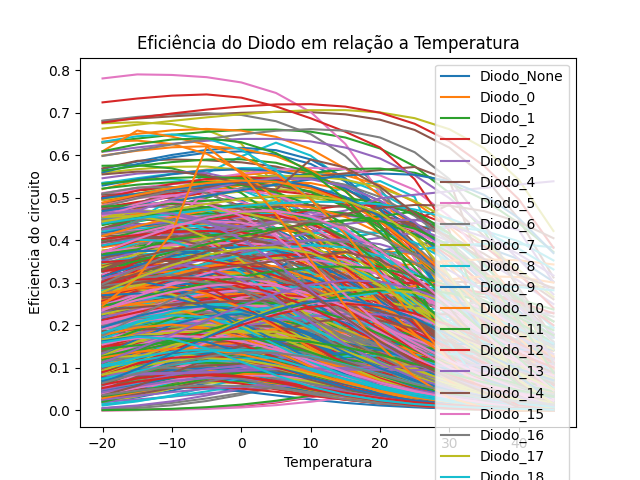 Eficiência do Diodo em relação a Temperatura
Eficiencia do circuito
0.8
0.7
0.6
0.5
0.4
0.3
0.2
0.1
0.0
−20
−10
0
10
20
30
40
Temperatura
Diodo_None
Diodo_0
Diodo_1
Diodo_2
Diodo_3
Diodo_4
Diodo_5
Diodo_6
Diodo_7
Diodo_8
Diodo_9
Diodo_10
Diodo_11
Diodo_12
Diodo_13
Diodo_14
Diodo_15
Diodo_16
Diodo_17
Diodo_18